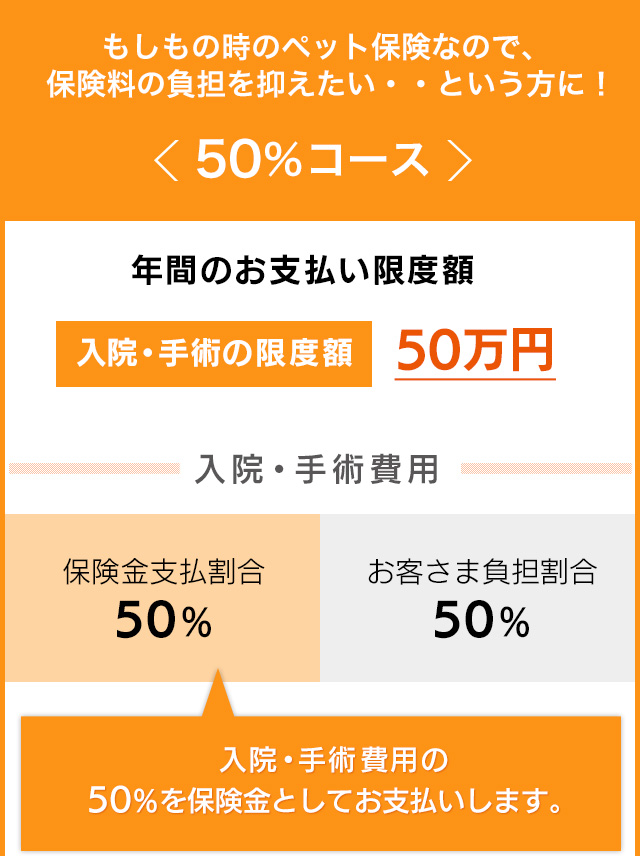 もしもの時のペット保険なので、
保険料の負担を抑えたい・・という方に！
〈 50%コース 〉
年間のお支払い限度額
入院・手術の限度額 50万円
入院・手術費用
保険金支払割合 お客さま負担割合
50% 50%
入院・手術費用の
50%を保険金としてお支払いします。